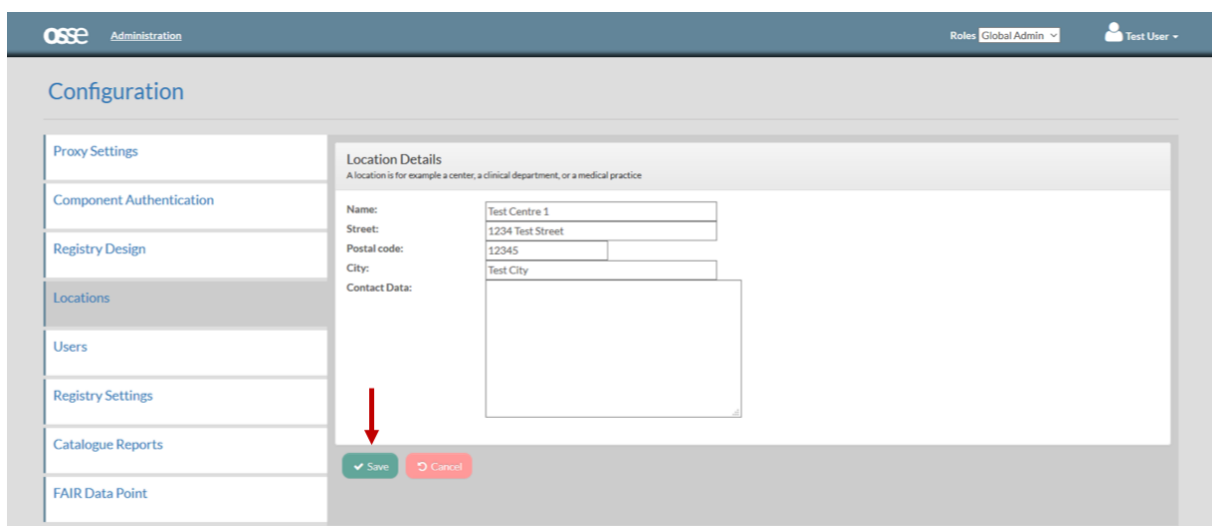 osse Administration Roles Global Admin Test User
Configuration
Proxy Settings
Component Authentication
Registry Design
Locations
Users
Registry Settings
Catalogue Reports
FAIR Data Point
Location Details
A location is for example a center, a clinical department, or a medical practice
Name: Test Centre 1
Street: 1234 Test Street
Postal code: 12345
City: Test City
Contact Data:
Save Cancel